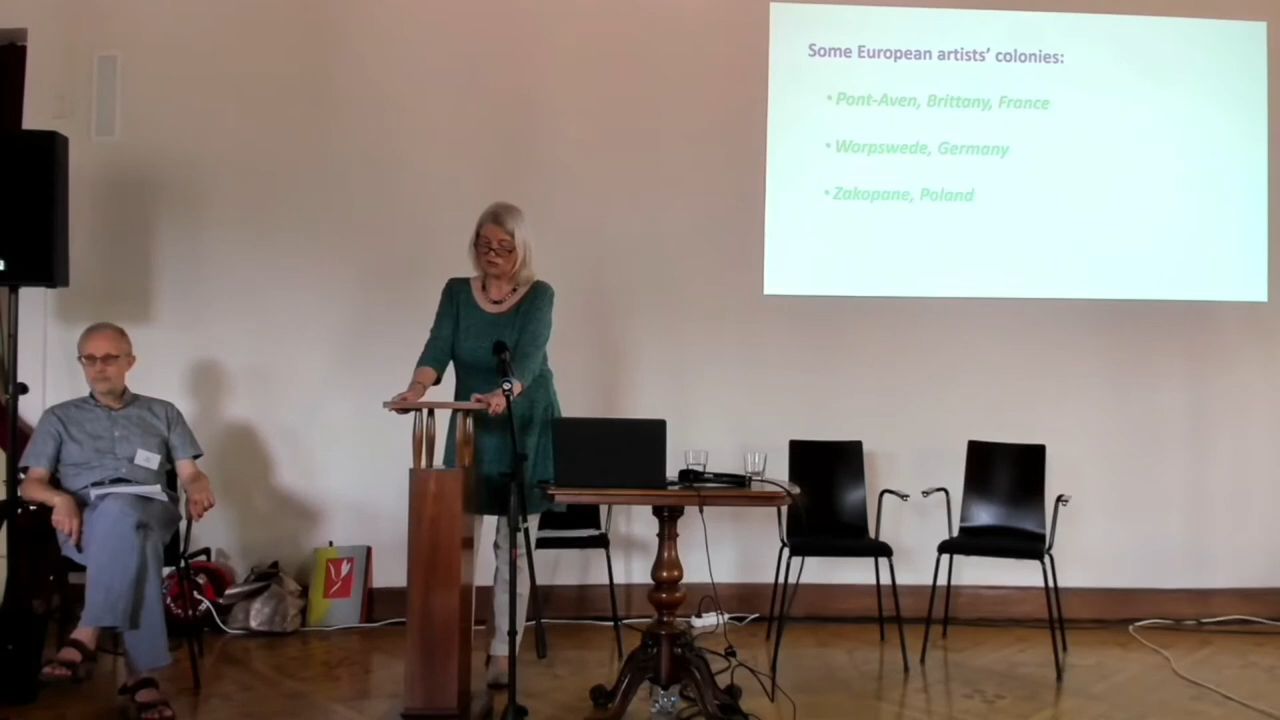 Some European artists’ colonies:
• Pont-Aven, Brittany, France
• Worpswede, Germany
• Zakopane, Poland